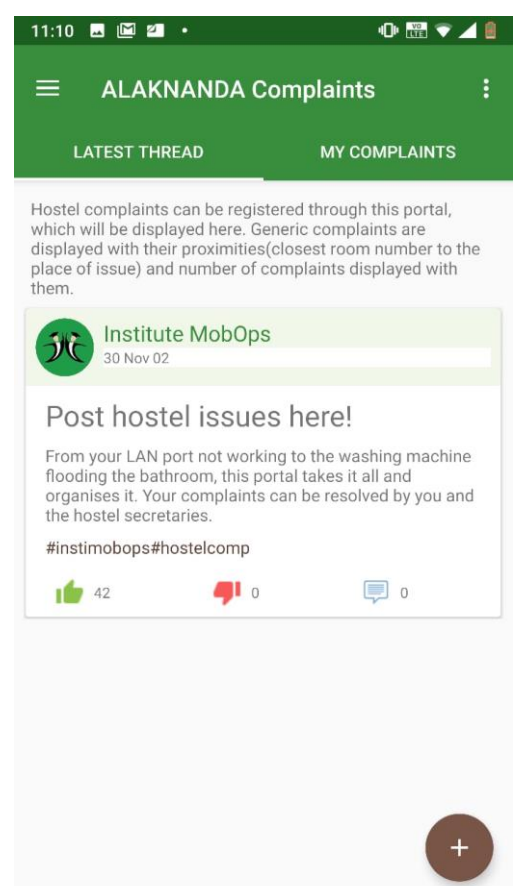 11:10
VO LTE
ALAKNANDA Complaints
LATEST THREAD
MY COMPLAINTS
Hostel complaints can be registered through this portal,
which will be displayed here. Generic complaints are
displayed with their proximities(closest room number to the
place of issue) and number of complaints displayed with
them.
Institute MobOps
30 Nov 02
Post hostel issues here!
From your LAN port not working to the washing machine
flooding the bathroom, this portal takes it all and
organises it. Your complaints can be resolved by you and
the hostel secretaries.
#instimobops#hostelcomp
42
0
0
+